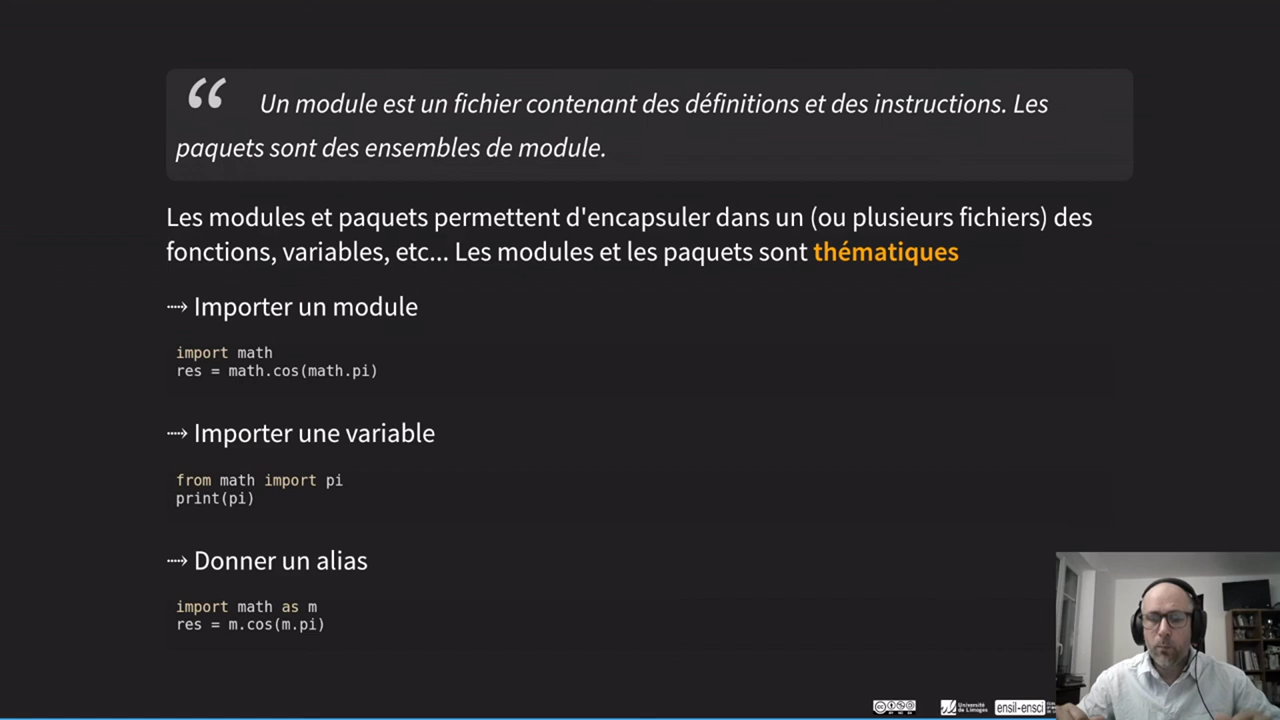 “ Un module est un fichier contenant des définitions et des instructions. Les
paquets sont des ensembles de module.
Les modules et paquets permettent d'encapsuler dans un (ou plusieurs fichiers) des
fonctions, variables, etc... Les modules et les paquets sont thématiques
⤑ Importer un module
import math
res = math.cos(math.pi)
⤑ Importer une variable
from math import pi
print(pi)
⤑ Donner un alias
import math as m
res = m.cos(m.pi)
Université
de Limoges
ensil-ensci